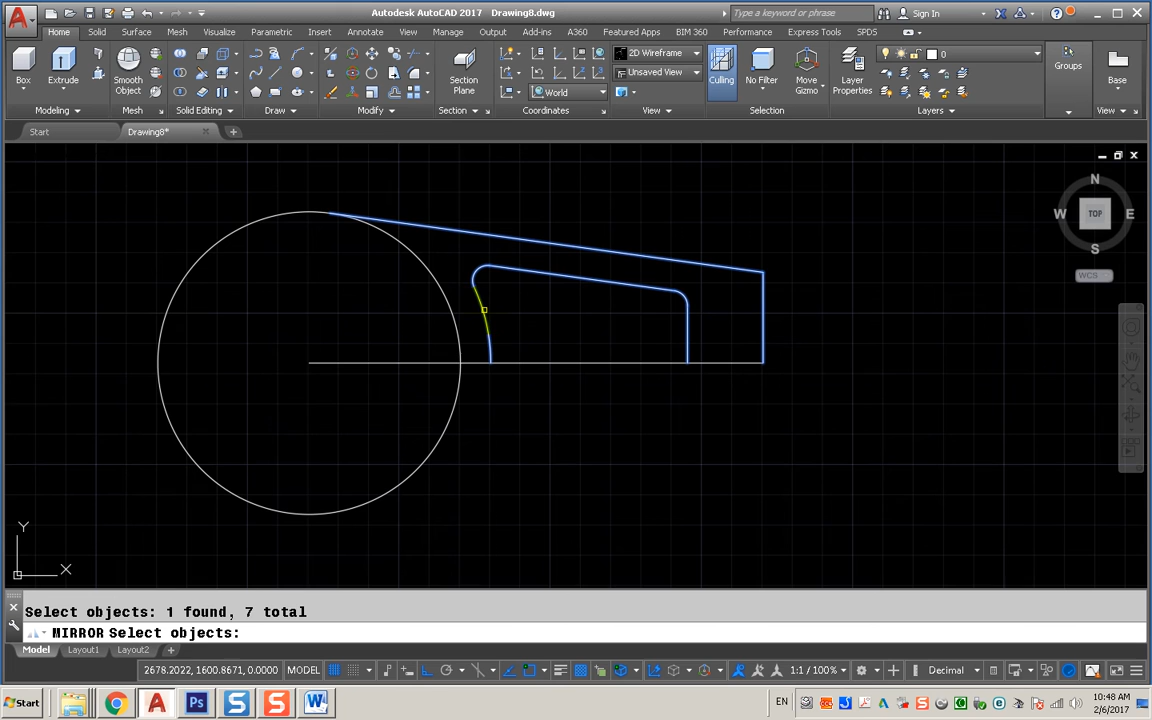 Autodesk AutoCAD 2017 Drawing8.dwg
Type a keyword or phrase
Sign In
Home Solid Surface Mesh Visualize Parametric Insert Annotate View Manage Output Add-ins A360 Featured Apps BIM 360 Performance Express Tools SPDS
2D Wireframe
Unsaved View
World
Box Extrude Smooth Object Section Plane Culling No Filter Move Gizmo Layer Properties 0 Groups Base
Modeling Mesh Solid Editing Draw Modify Section Coordinates View Selection Layers View
Start Drawing8*
N
W TOP E
S
WCS
Y
X
Select objects: 1 found, 7 total
MIRROR Select objects:
Model Layout1 Layout2
2678.2022, 1600.8671, 0.0000 MODEL 1:1 / 100% Decimal
Start Ps S S W EN 10:48 AM
2/6/2017